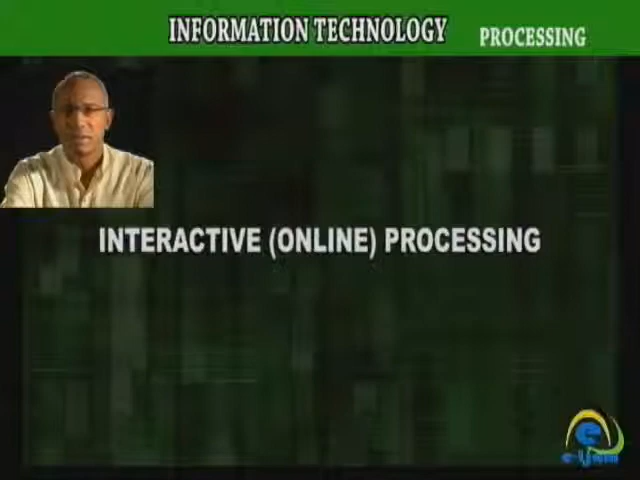 INFORMATION TECHNOLOGY
PROCESSING
INTERACTIVE (ONLINE) PROCESSING